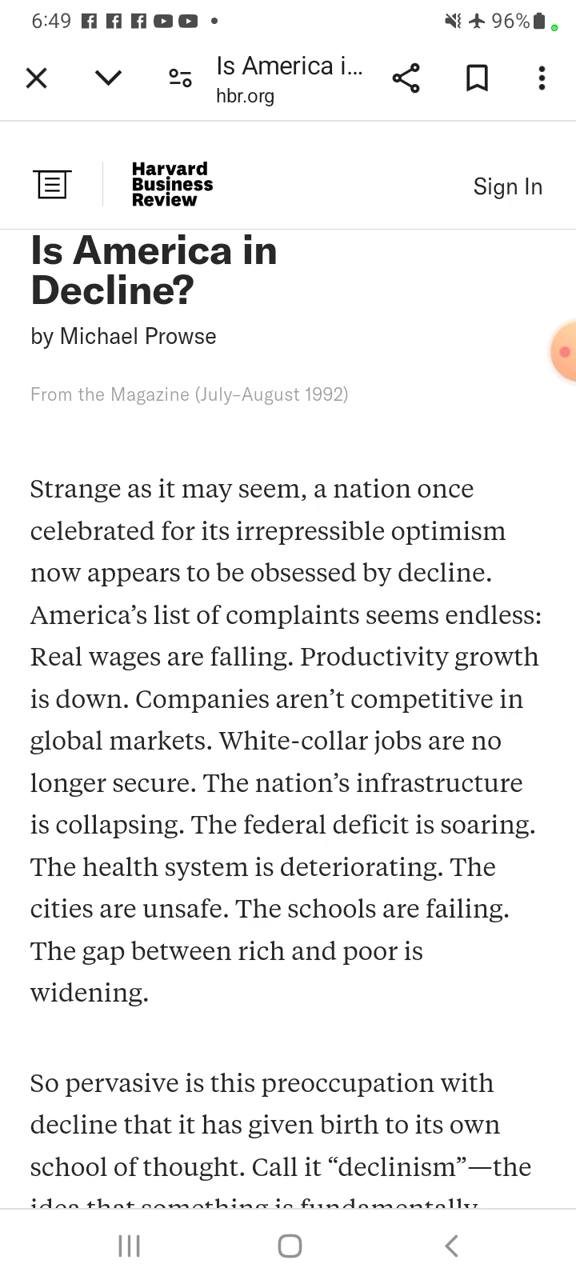 6:49
96%
Is America i...
hbr.org
Harvard
Business
Review
Sign In
Is America in
Decline?
by Michael Prowse
From the Magazine (July–August 1992)
Strange as it may seem, a nation once
celebrated for its irrepressible optimism
now appears to be obsessed by decline.
America’s list of complaints seems endless:
Real wages are falling. Productivity growth
is down. Companies aren’t competitive in
global markets. White-collar jobs are no
longer secure. The nation’s infrastructure
is collapsing. The federal deficit is soaring.
The health system is deteriorating. The
cities are unsafe. The schools are failing.
The gap between rich and poor is
widening.
So pervasive is this preoccupation with
decline that it has given birth to its own
school of thought. Call it “declinism”—the
idea that something is fundamentally